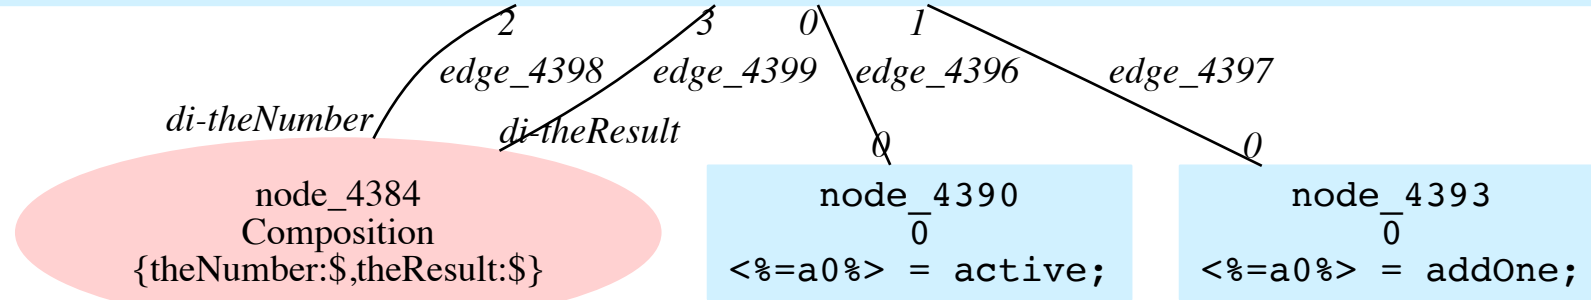 2 3 0 1
edge_4398 edge_4399 edge_4396 edge_4397
di-theNumber
di-theResult
0 0
node_4384
Composition
{theNumber:$,theResult:$}
node_4390
0
<%=a0%> = active;
node_4393
0
<%=a0%> = addOne;